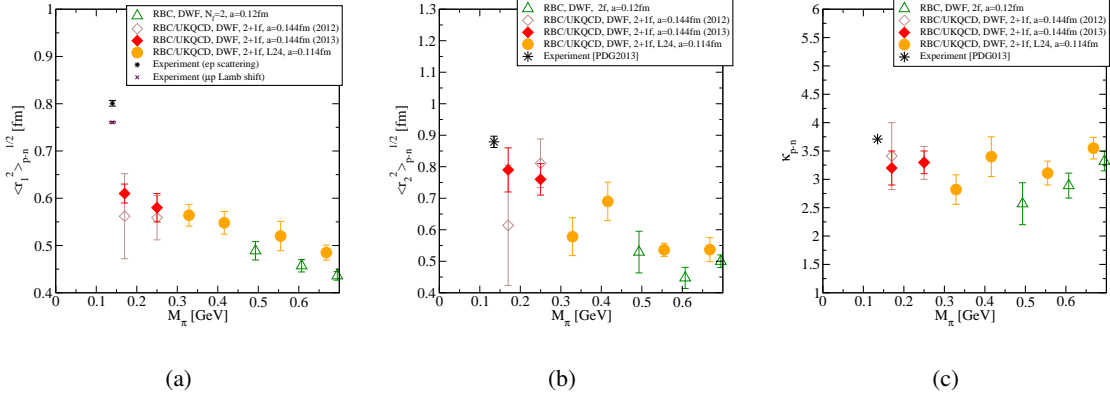 RBC, DWF, N_f=2, a=0.12fm
RBC/UKQCD, DWF, 2+1f, a=0.144fm (2012)
RBC/UKQCD, DWF, 2+1f, a=0.144fm (2013)
RBC/UKQCD, DWF, 2+1f, L24, a=0.114fm
Experiment (ep scattering)
Experiment (μp Lamb shift)
<r_1^2>_{p-n}^{1/2} [fm]
1
0.9
0.8
0.7
0.6
0.5
0.4
0 0.1 0.2 0.3 0.4 0.5 0.6
M_π [GeV]
(a)
RBC, DWF, 2f, a=0.12fm
RBC/UKQCD, DWF, 2+1f, a=0.144fm (2012)
RBC/UKQCD, DWF, 2+1f, a=0.144fm (2013)
RBC/UKQCD, DWF, 2+1f, L24, a=0.114fm
Experiment [PDG2013]
<r_2^2>_{p-n}^{1/2} [fm]
1.3
1.2
1.1
1
0.9
0.8
0.7
0.6
0.5
0.4
0 0.1 0.2 0.3 0.4 0.5 0.6
M_π [GeV]
(b)
RBC, DWF, 2f, a=0.12fm
RBC/UKQCD, DWF, 2+1f, a=0.144fm (2012)
RBC/UKQCD, DWF, 2+1f, a=0.144fm (2013)
RBC/UKQCD, DWF, 2+1f, L24, a=0.114fm
Experiment [PDG013]
κ_{p-n}
6
5.5
5
4.5
4
3.5
3
2.5
2
1.5
1
0 0.1 0.2 0.3 0.4 0.5 0.6
M_π [GeV]
(c)